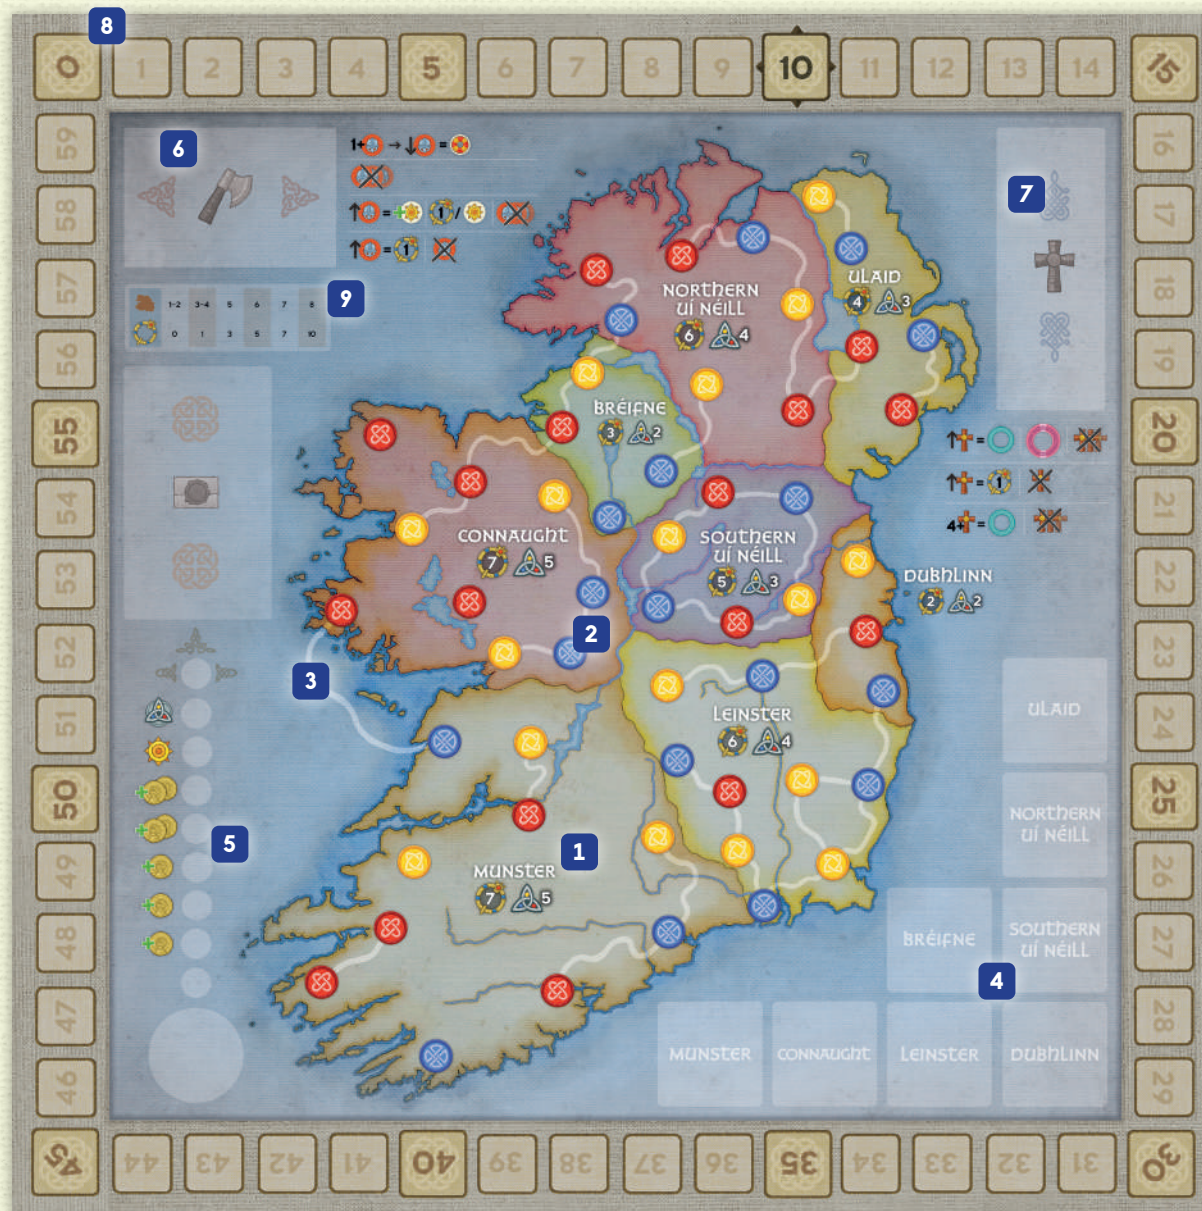 8
0 1 2 3 4 5 6 7 8 9 10 11 12 13 14 15
59
58
57
56
55
54
53
52
51
50
49
48
47
46
16
17
18
19
20
21
22
23
24
25
26
27
28
29
6
1+ → ↓ =
↑ = + 1 /
↑ = 1
7
9
1-2 3-4 5 6 7 8
0 1 3 5 7 10
NORTHERN
UÍ NÉILL
6 4
ULAID
4 3
BRÉIFNE
3 2
CONNAUGHT
7 5
SOUTHERN
UÍ NÉILL
5 3
DUBHLINN
2 2
↑ =
↑ = 1
4+ =
2
3
LEINSTER
6 4
MUNSTER
7 5
1
5
+
+
+
+
+
ULAID
NORTHERN
UÍ NÉILL
BRÉIFNE
SOUTHERN
UÍ NÉILL
4
MUNSTER CONNAUGHT LEINSTER DUBHLINN
45 44 43 42 41 40 39 38 37 36 35 34 33 32 31 30